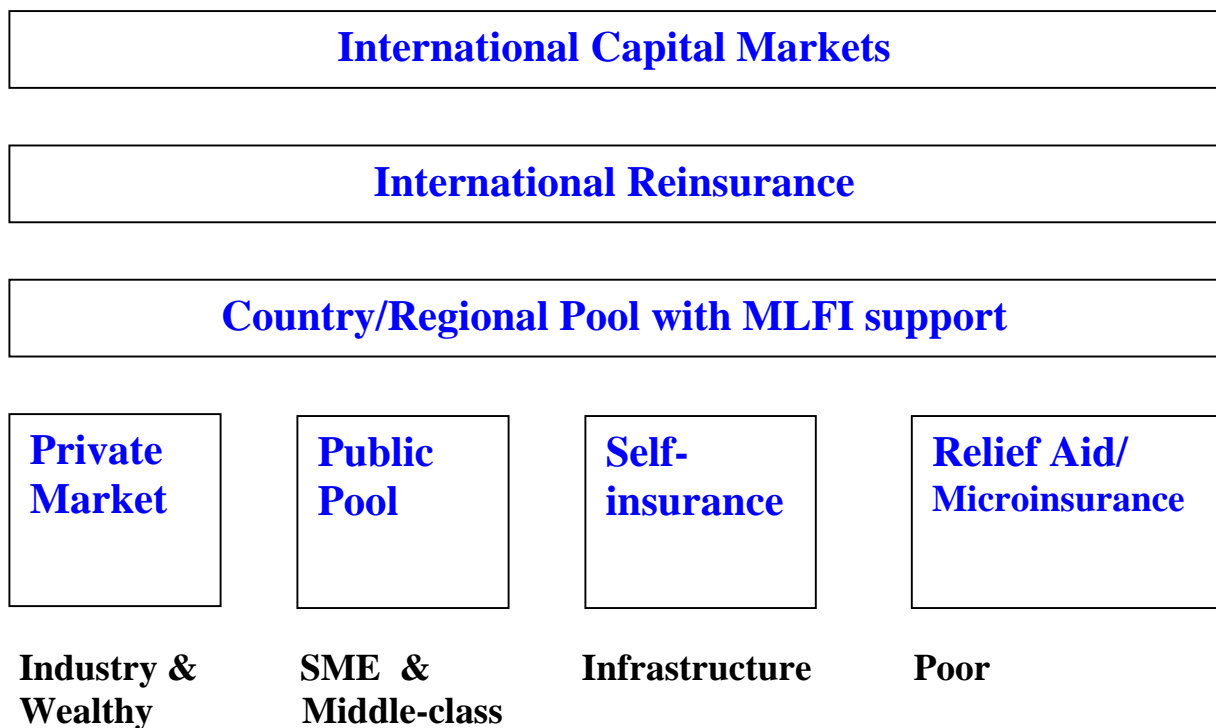 International Capital Markets
International Reinsurance
Country/Regional Pool with MLFI support
Private
Market
Public
Pool
Self-
insurance
Relief Aid/
Microinsurance
Industry &
Wealthy
SME &
Middle-class
Infrastructure
Poor